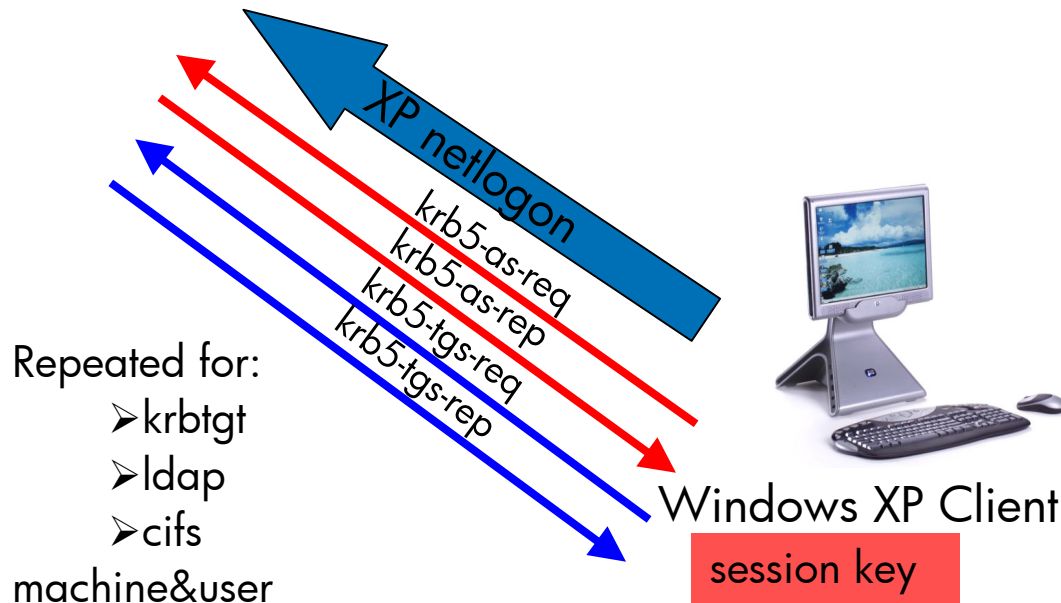 XP netlogon
krb5-as-req
krb5-as-rep
krb5-tgs-req
krb5-tgs-rep
Repeated for:
➢krbtgt
➢ldap
➢cifs
machine&user
Windows XP Client
session key